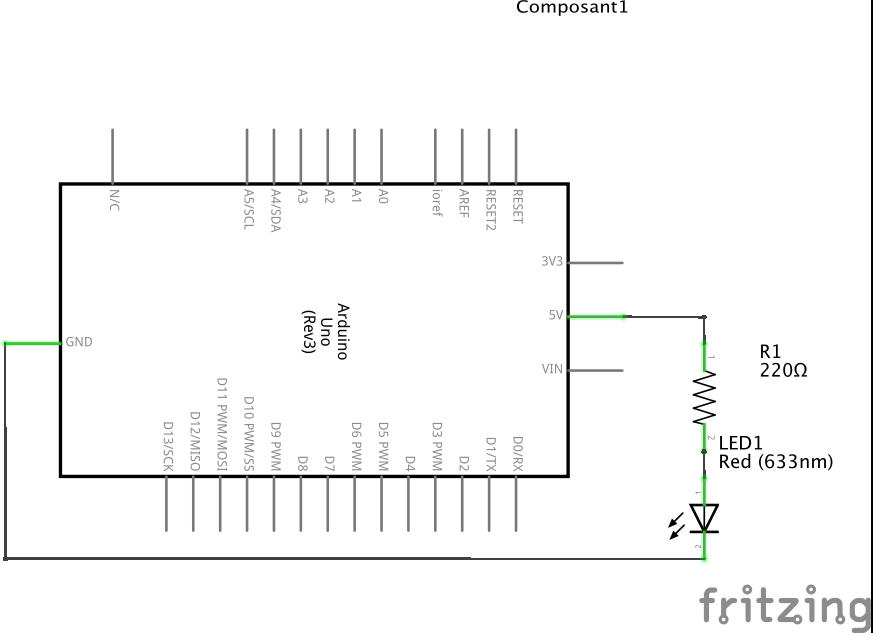 Composant1
N/C
A5/SCL
A4/SDA
A3
A2
A1
A0
ioref
AREF
RESET2
RESET
3V3
5V
VIN
GND
Arduino
Uno
(Rev3)
D13/SCK
D12/MISO
D11 PWM/MOSI
D10 PWM/SS
D9 PWM
D8
D7
D6 PWM
D5 PWM
D4
D3 PWM
D2
D1/TX
D0/RX
1
R1
220Ω
2
LED1
Red (633nm)
1
2
fritzing